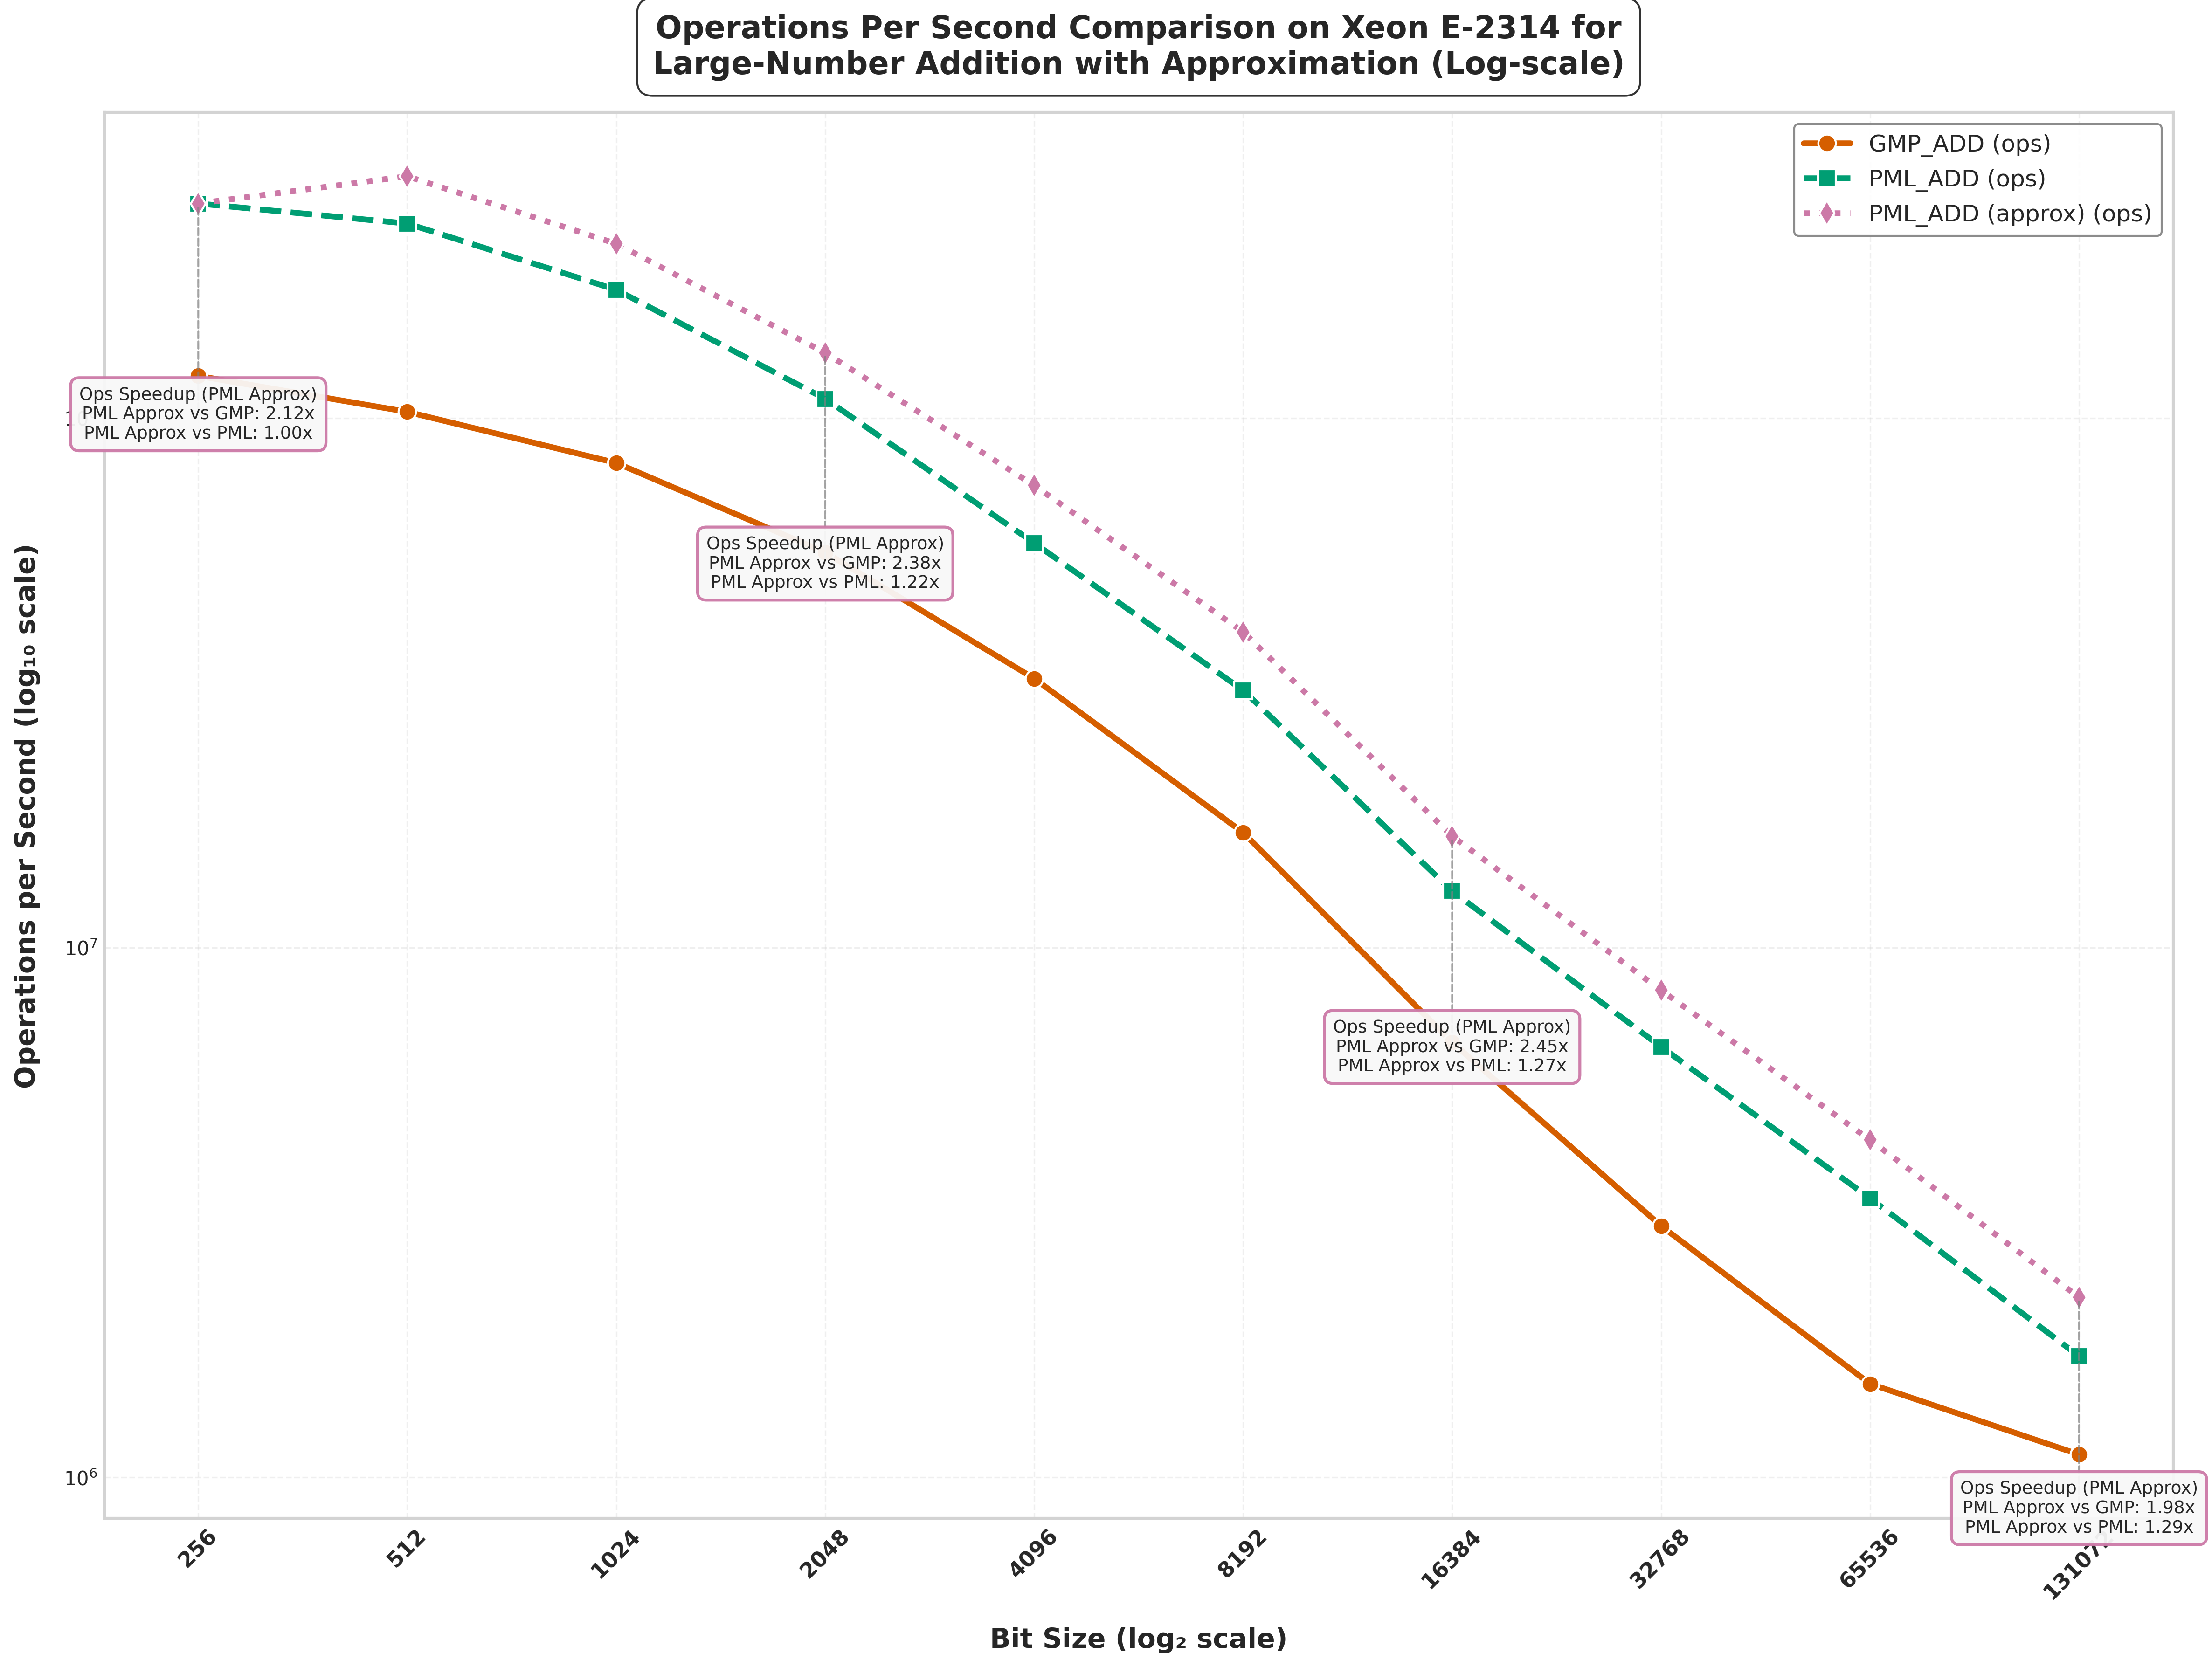 Operations Per Second Comparison on Xeon E-2314 for
Large-Number Addition with Approximation (Log-scale)
GMP_ADD (ops)
PML_ADD (ops)
PML_ADD (approx) (ops)
Operations per Second (log₁₀ scale)
Ops Speedup (PML Approx)
PML Approx vs GMP: 2.12x
PML Approx vs PML: 1.00x
Ops Speedup (PML Approx)
PML Approx vs GMP: 2.38x
PML Approx vs PML: 1.22x
10⁷
Ops Speedup (PML Approx)
PML Approx vs GMP: 2.45x
PML Approx vs PML: 1.27x
10⁶
Ops Speedup (PML Approx)
PML Approx vs GMP: 1.98x
PML Approx vs PML: 1.29x
256
512
1024
2048
4096
8192
16384
32768
65536
Bit Size (log₂ scale)